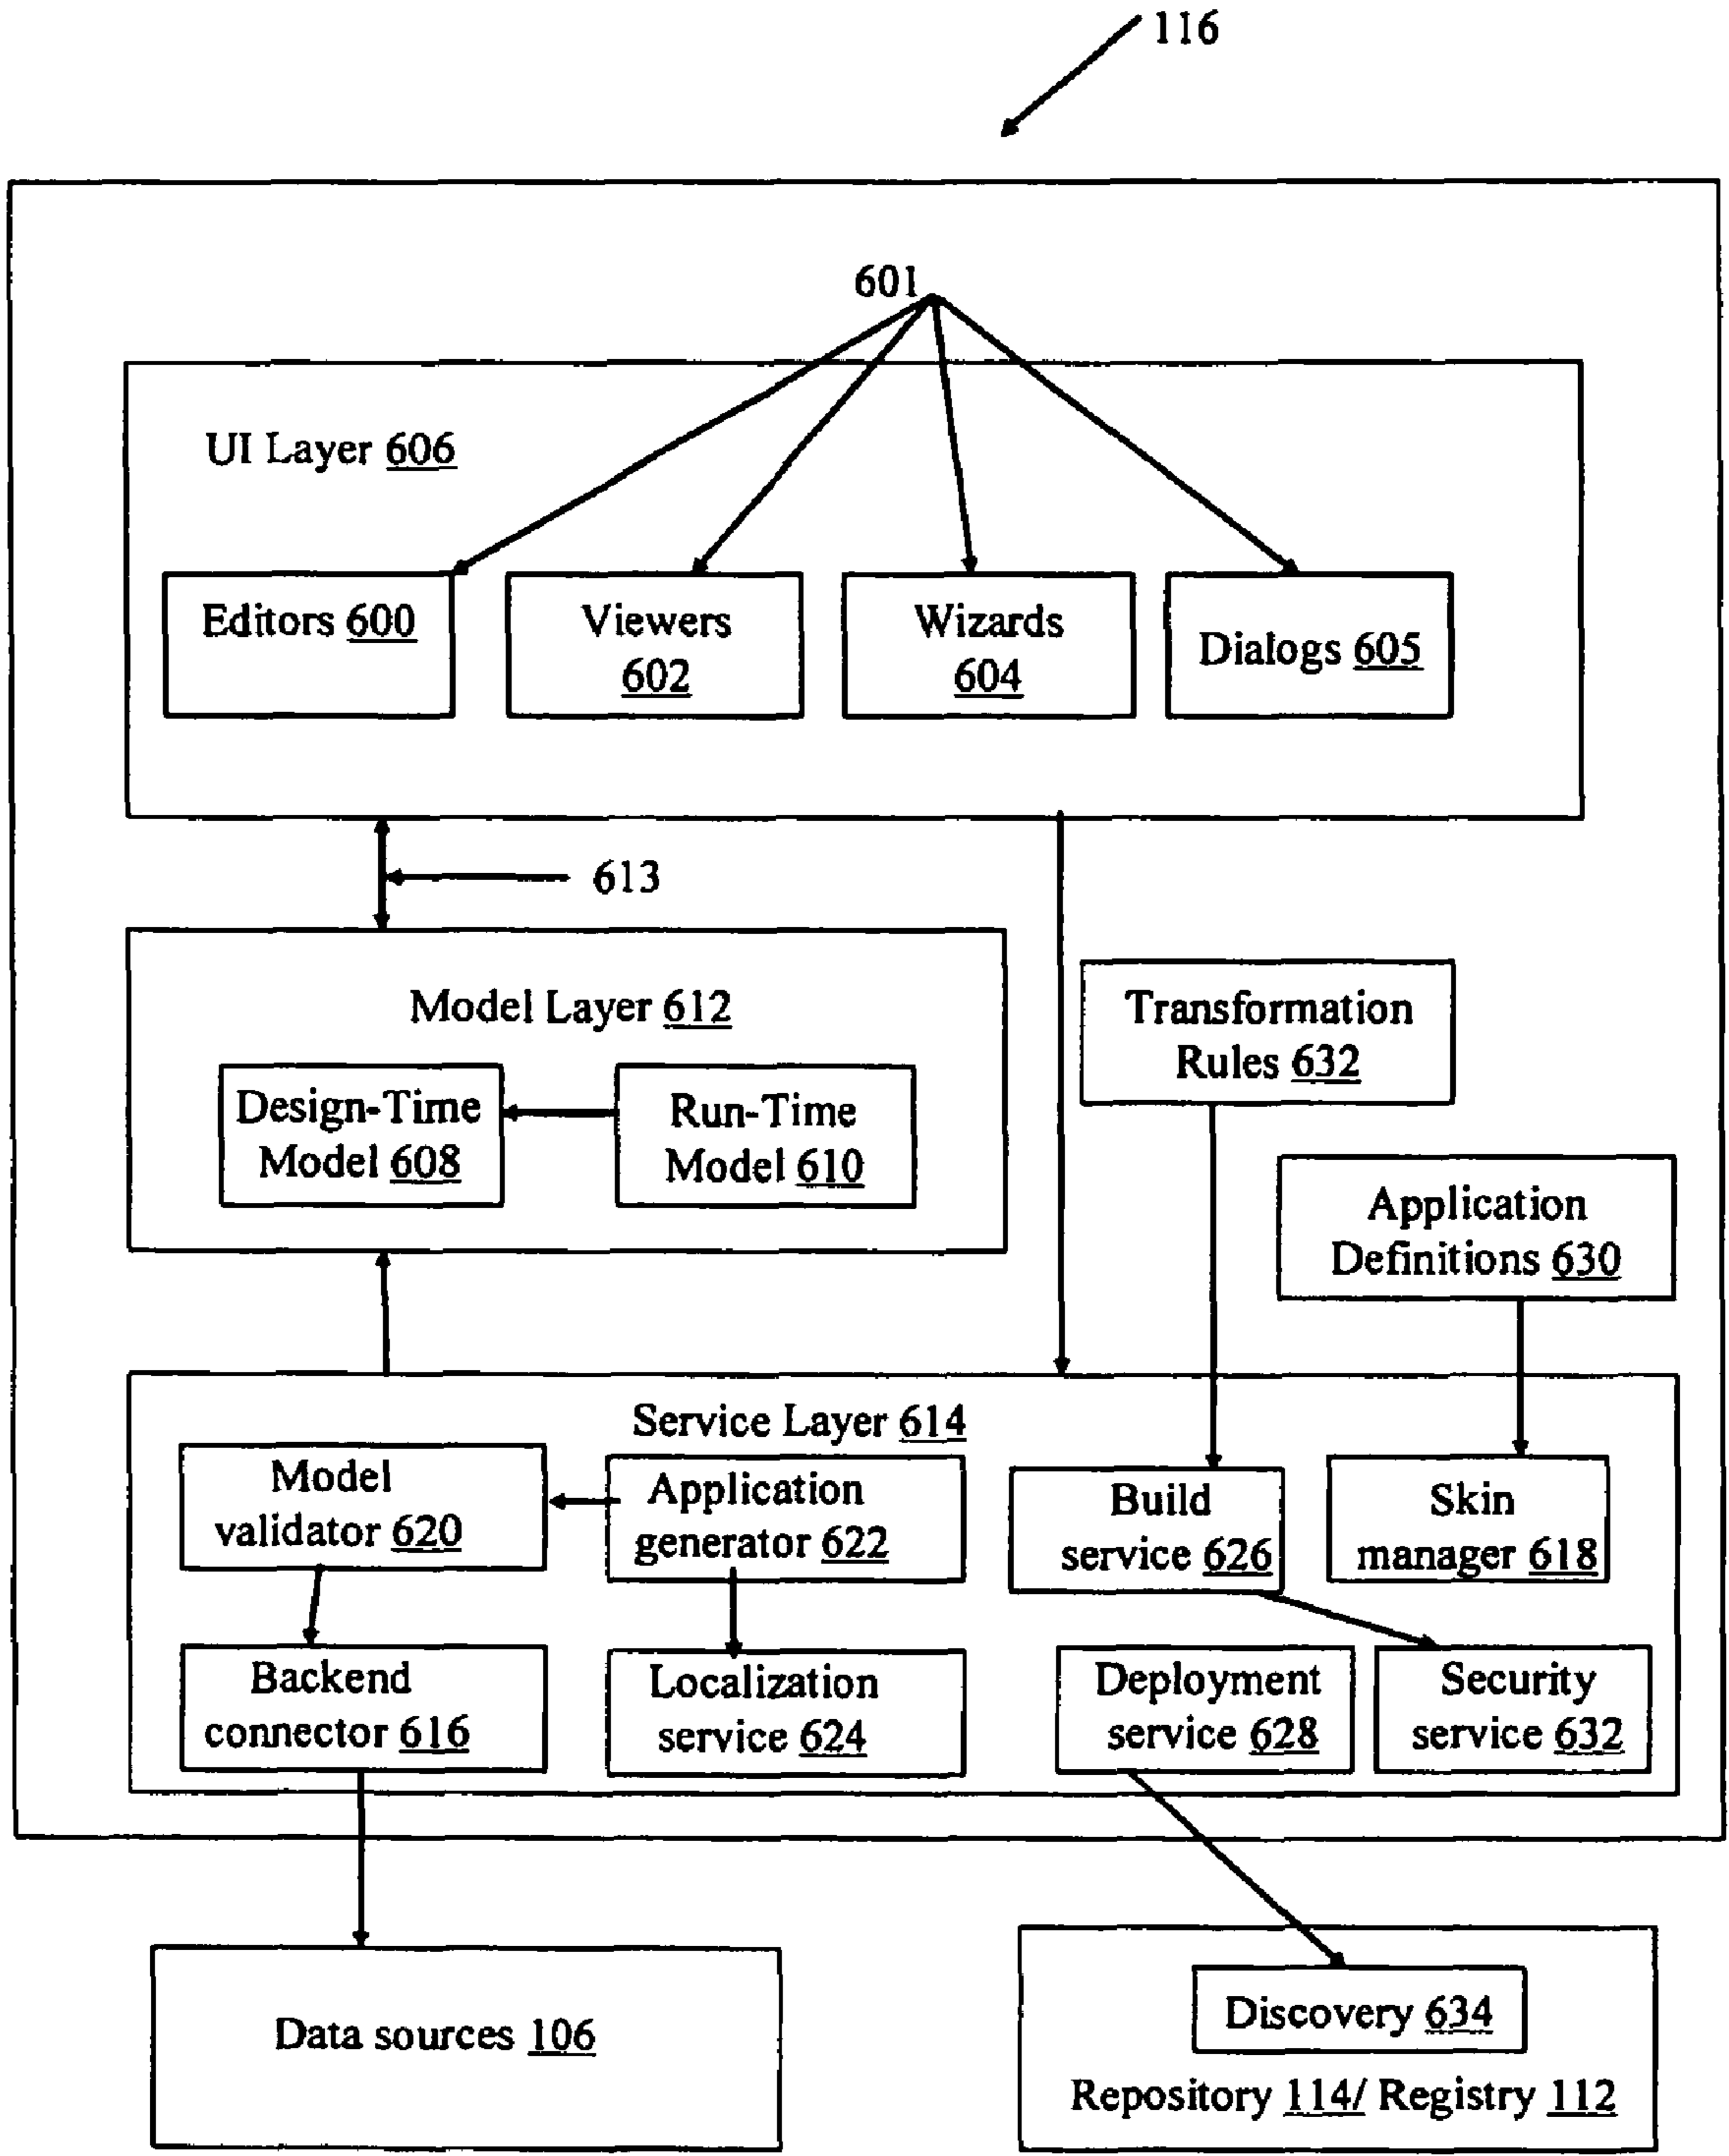 116
601
UI Layer 606
Editors 600
Viewers
602
Wizards
604
Dialogs 605
613
Model Layer 612
Design-Time
Model 608
Run-Time
Model 610
Transformation
Rules 632
Application
Definitions 630
Service Layer 614
Model
validator 620
Application
generator 622
Build
service 626
Skin
manager 618
Backend
connector 616
Localization
service 624
Deployment
service 628
Security
service 632
Data sources 106
Discovery 634
Repository 114/ Registry 112